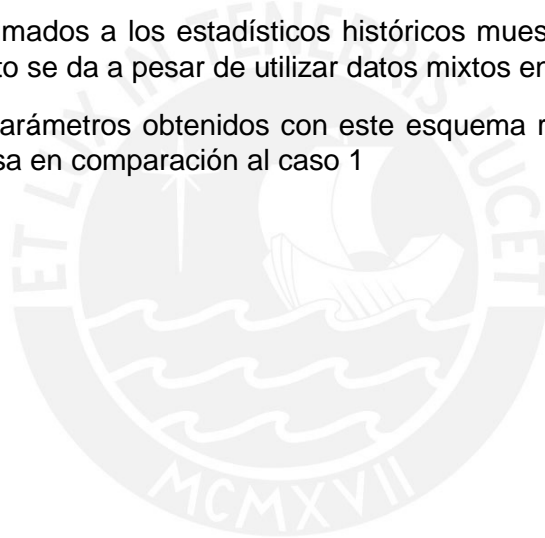 mados a los estadísticos históricos mues
to se da a pesar de utilizar datos mixtos en
arámetros obtenidos con este esquema
sa en comparación al caso 1
ET LUX IN TENEBRIS LUCET
MCMXVII